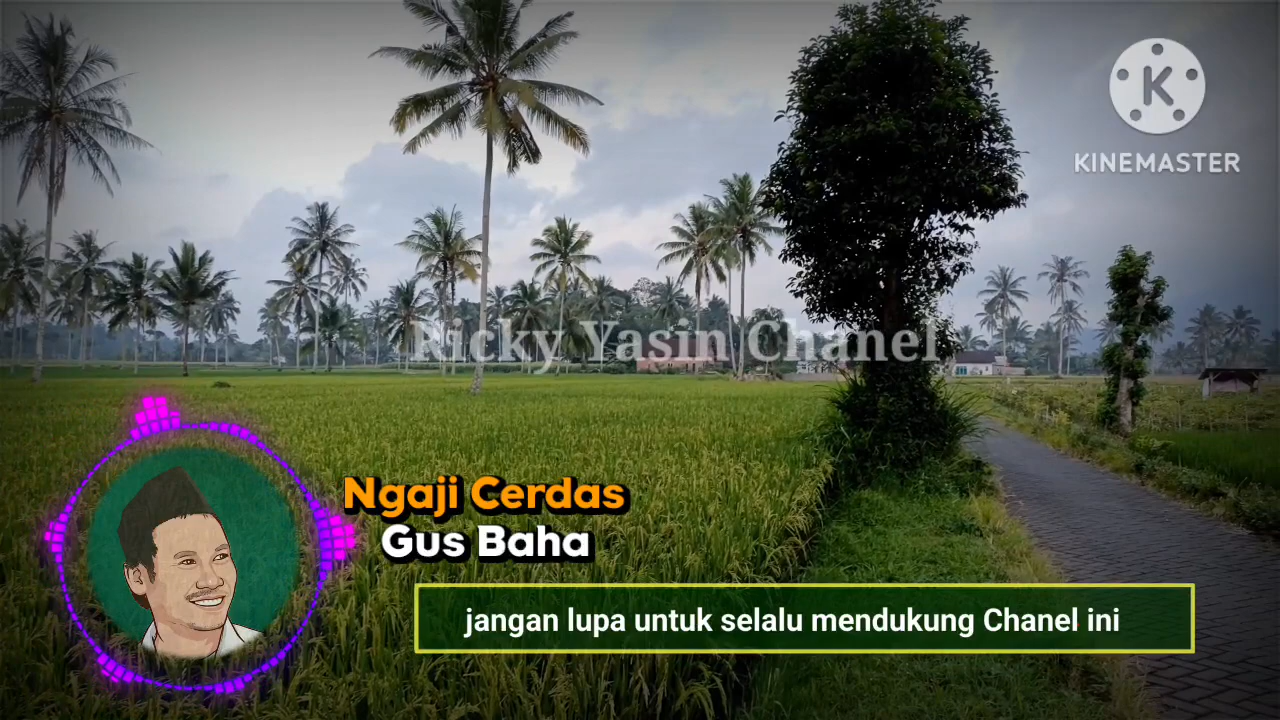 K
KINEMASTER
Ricky Yasin Chanel
Ngaji Cerdas
Gus Baha
jangan lupa untuk selalu mendukung Chanel ini